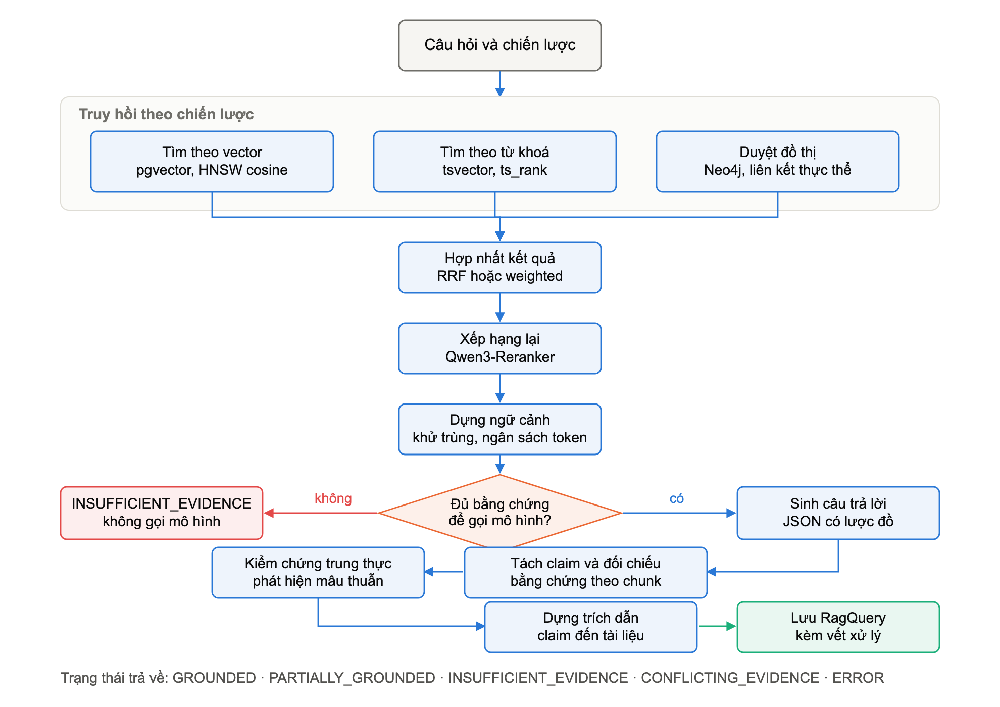 Câu hỏi và chiến lược
Truy hồi theo chiến lược
Tìm theo vector
pgvector, HNSW cosine
Tìm theo từ khoá
tsvector, ts_rank
Duyệt đồ thị
Neo4j, liên kết thực thể
Hợp nhất kết quả
RRF hoặc weighted
Xếp hạng lại
Qwen3-Reranker
Dựng ngữ cảnh
khử trùng, ngân sách token
INSUFFICIENT_EVIDENCE
không gọi mô hình
không
Đủ bằng chứng
để gọi mô hình?
có
Sinh câu trả lời
JSON có lược đồ
Kiểm chứng trung thực
phát hiện mâu thuẫn
Tách claim và đối chiếu
bằng chứng theo chunk
Dựng trích dẫn
claim đến tài liệu
Lưu RagQuery
kèm vết xử lý
Trạng thái trả về: GROUNDED · PARTIALLY_GROUNDED · INSUFFICIENT_EVIDENCE · CONFLICTING_EVIDENCE · ERROR